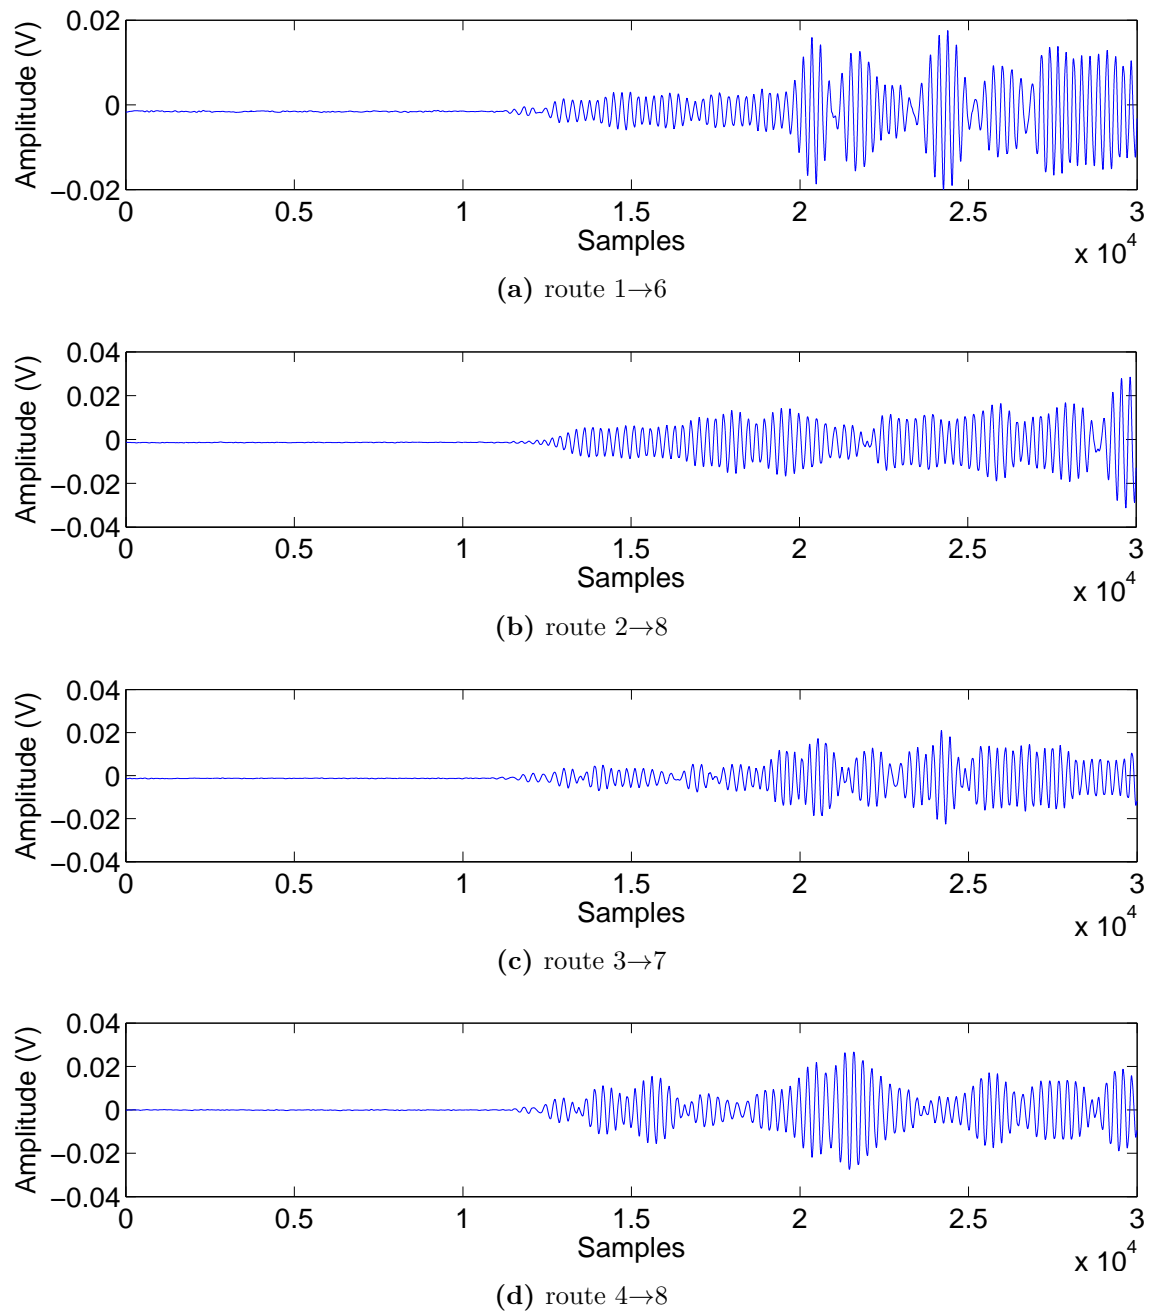 0.02
0
−0.02
Amplitude (V)
0 0.5 1 1.5 2 2.5 3
Samples
x 10^4
(a) route 1→6
0.04
0.02
0
−0.02
−0.04
Amplitude (V)
0 0.5 1 1.5 2 2.5 3
Samples
x 10^4
(b) route 2→8
0.04
0.02
0
−0.02
−0.04
Amplitude (V)
0 0.5 1 1.5 2 2.5 3
Samples
x 10^4
(c) route 3→7
0.04
0.02
0
−0.02
−0.04
Amplitude (V)
0 0.5 1 1.5 2 2.5 3
Samples
x 10^4
(d) route 4→8